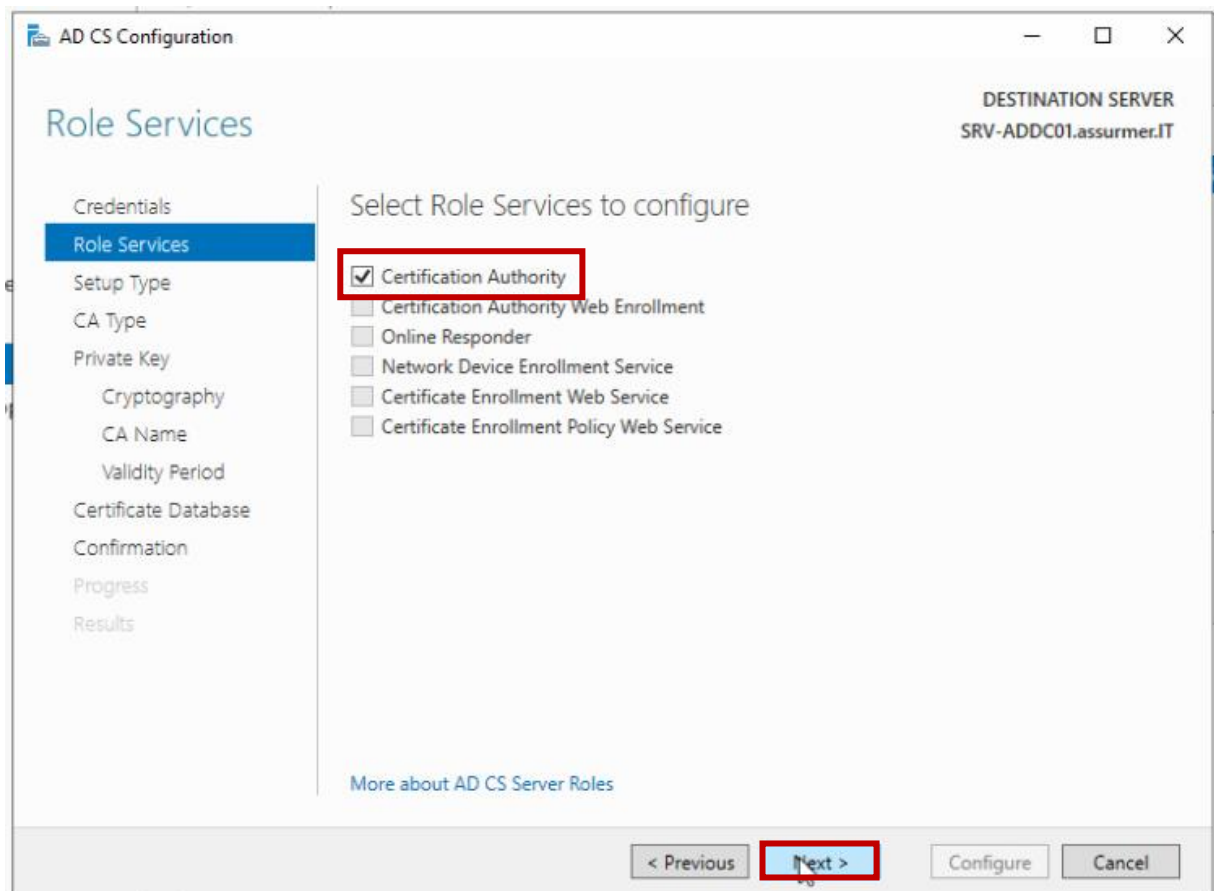 AD CS Configuration
Role Services
DESTINATION SERVER
SRV-ADDC01.assurmer.IT
Credentials
Role Services
Setup Type
CA Type
Private Key
Cryptography
CA Name
Validity Period
Certificate Database
Confirmation
Progress
Results
Select Role Services to configure
Certification Authority
Certification Authority Web Enrollment
Online Responder
Network Device Enrollment Service
Certificate Enrollment Web Service
Certificate Enrollment Policy Web Service
More about AD CS Server Roles
< Previous
Next >
Configure
Cancel